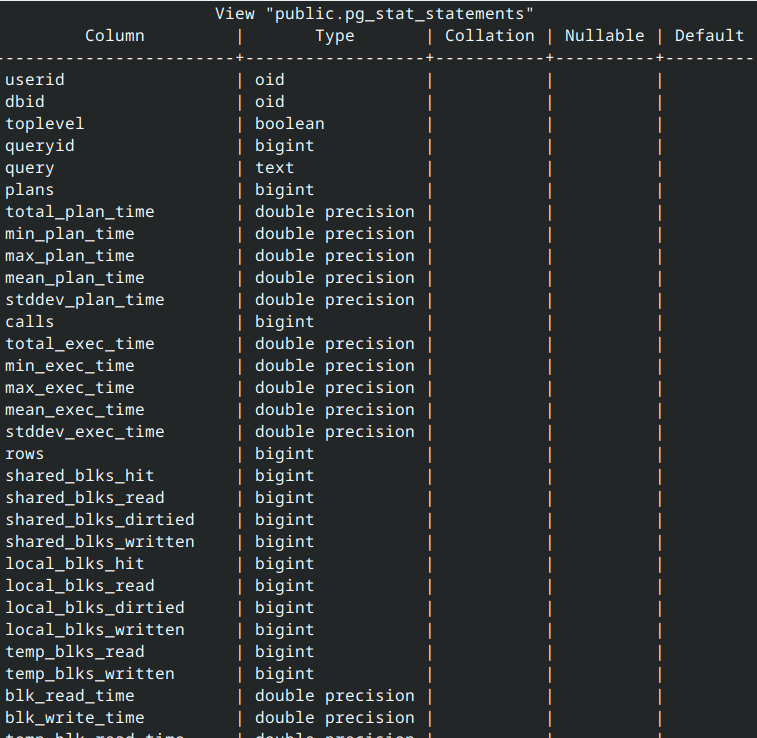 View "public.pg_stat_statements"
Column | Type | Collation | Nullable | Default
------------------------+------------------+-----------+----------+---------
userid | oid | | |
dbid | oid | | |
toplevel | boolean | | |
queryid | bigint | | |
query | text | | |
plans | bigint | | |
total_plan_time | double precision | | |
min_plan_time | double precision | | |
max_plan_time | double precision | | |
mean_plan_time | double precision | | |
stddev_plan_time | double precision | | |
calls | bigint | | |
total_exec_time | double precision | | |
min_exec_time | double precision | | |
max_exec_time | double precision | | |
mean_exec_time | double precision | | |
stddev_exec_time | double precision | | |
rows | bigint | | |
shared_blks_hit | bigint | | |
shared_blks_read | bigint | | |
shared_blks_dirtied | bigint | | |
shared_blks_written | bigint | | |
local_blks_hit | bigint | | |
local_blks_read | bigint | | |
local_blks_dirtied | bigint | | |
local_blks_written | bigint | | |
temp_blks_read | bigint | | |
temp_blks_written | bigint | | |
blk_read_time | double precision | | |
blk_write_time | double precision | | |
temp_blk_read_time | double precision | | |